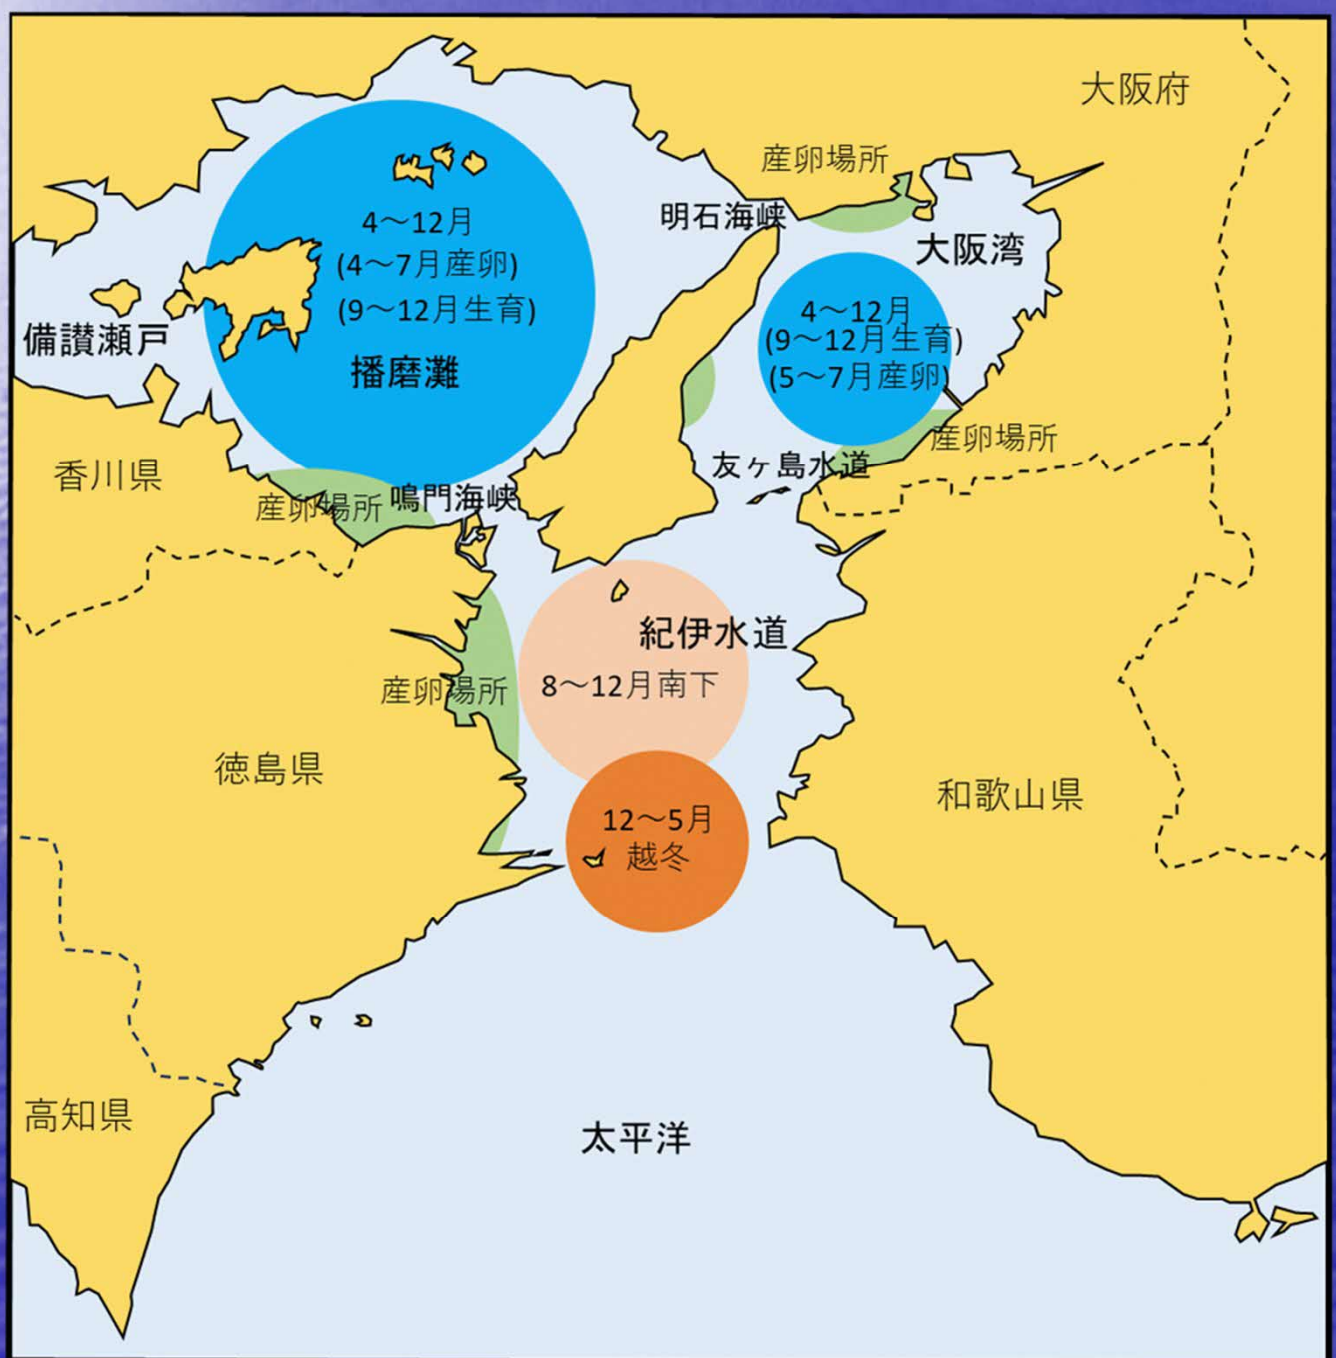 大阪府
産卵場所
明石海峡
大阪湾
4～12月
(4～7月産卵)
(9～12月生育)
播磨灘
備讃瀬戸
4～12月
(9～12月生育)
(5～7月産卵)
産卵場所
友ヶ島水道
香川県
産卵場所
鳴門海峡
紀伊水道
8～12月南下
産卵場所
徳島県
和歌山県
12～5月
越冬
高知県
太平洋